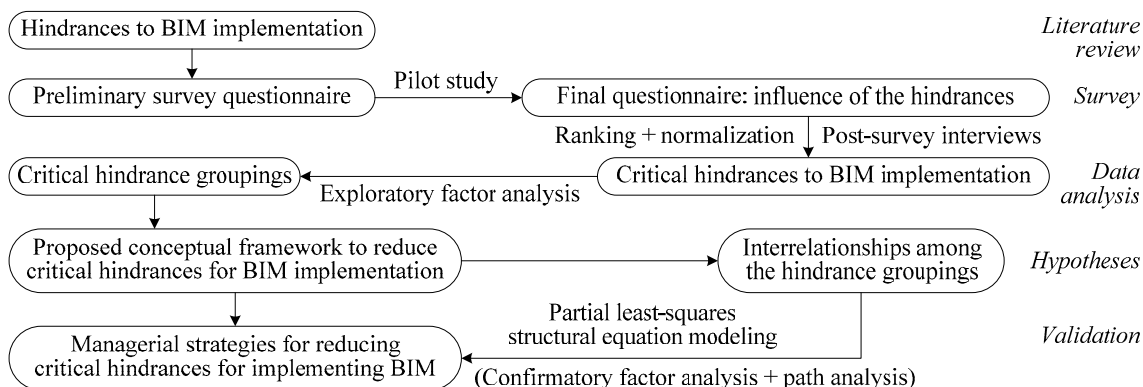 Hindrances to BIM implementation
Literature
review
Preliminary survey questionnaire
Pilot study
Final questionnaire: influence of the hindrances
Survey
Ranking + normalization
Post-survey interviews
Critical hindrance groupings
Exploratory factor analysis
Critical hindrances to BIM implementation
Data
analysis
Proposed conceptual framework to reduce
critical hindrances for BIM implementation
Interrelationships among
the hindrance groupings
Hypotheses
Partial least-squares
structural equation modeling
Managerial strategies for reducing
critical hindrances for implementing BIM
Validation
(Confirmatory factor analysis + path analysis)